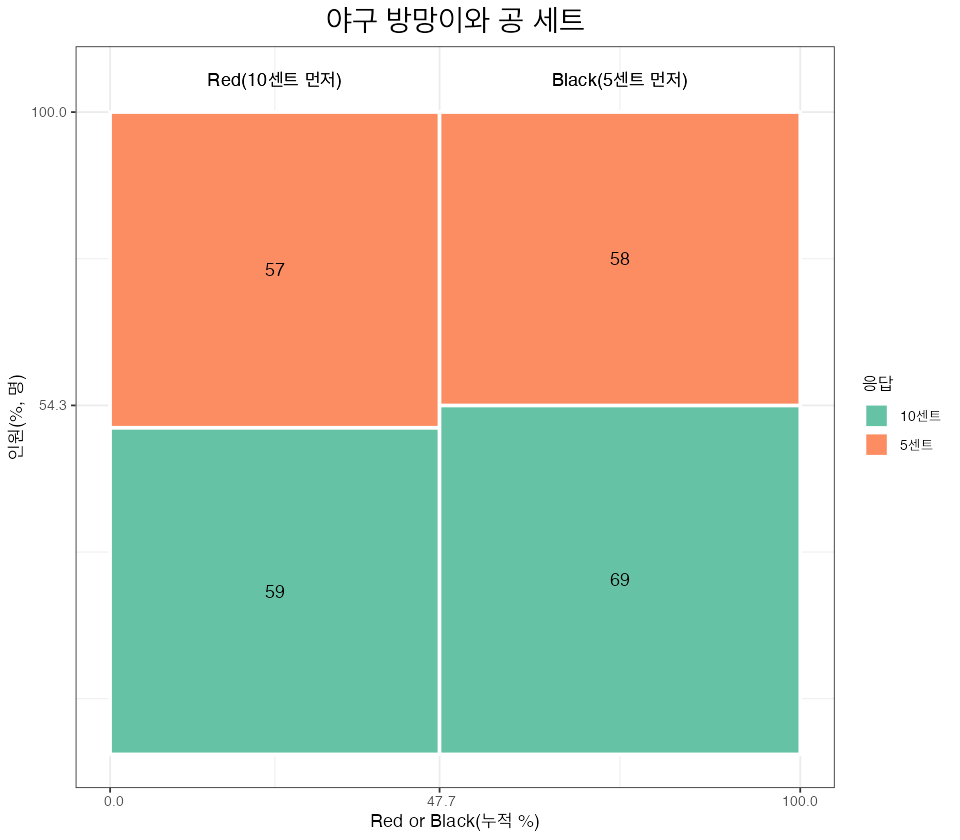 야구 방망이와 공 세트
Red(10센트 먼저)
Black(5센트 먼저)
100.0
57
58
인원(%, 명)
54.3
응답
10센트
5센트
59
69
0.0
47.7
100.0
Red or Black(누적 %)